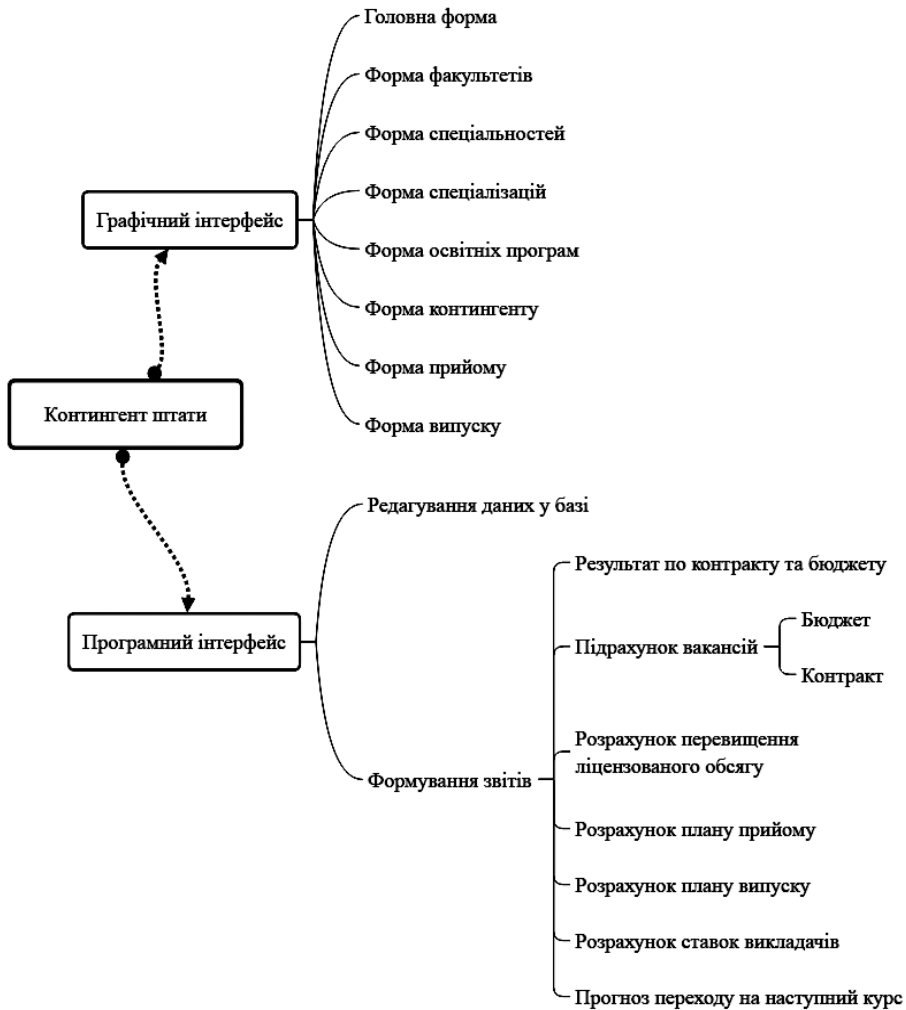 Головна форма
Форма факультетів
Форма спеціальностей
Форма спеціалізацій
Графічний інтерфейс
Форма освітніх програм
Форма контингенту
Форма прийому
Контингент штати
Форма випуску
Редагування даних у базі
Результат по контракту та бюджету
Програмний інтерфейс
Підрахунок вакансій
Бюджет
Контракт
Розрахунок перевищення
ліцензованого обсягу
Формування звітів
Розрахунок плану прийому
Розрахунок плану випуску
Розрахунок ставок викладачів
Прогноз переходу на наступний курс